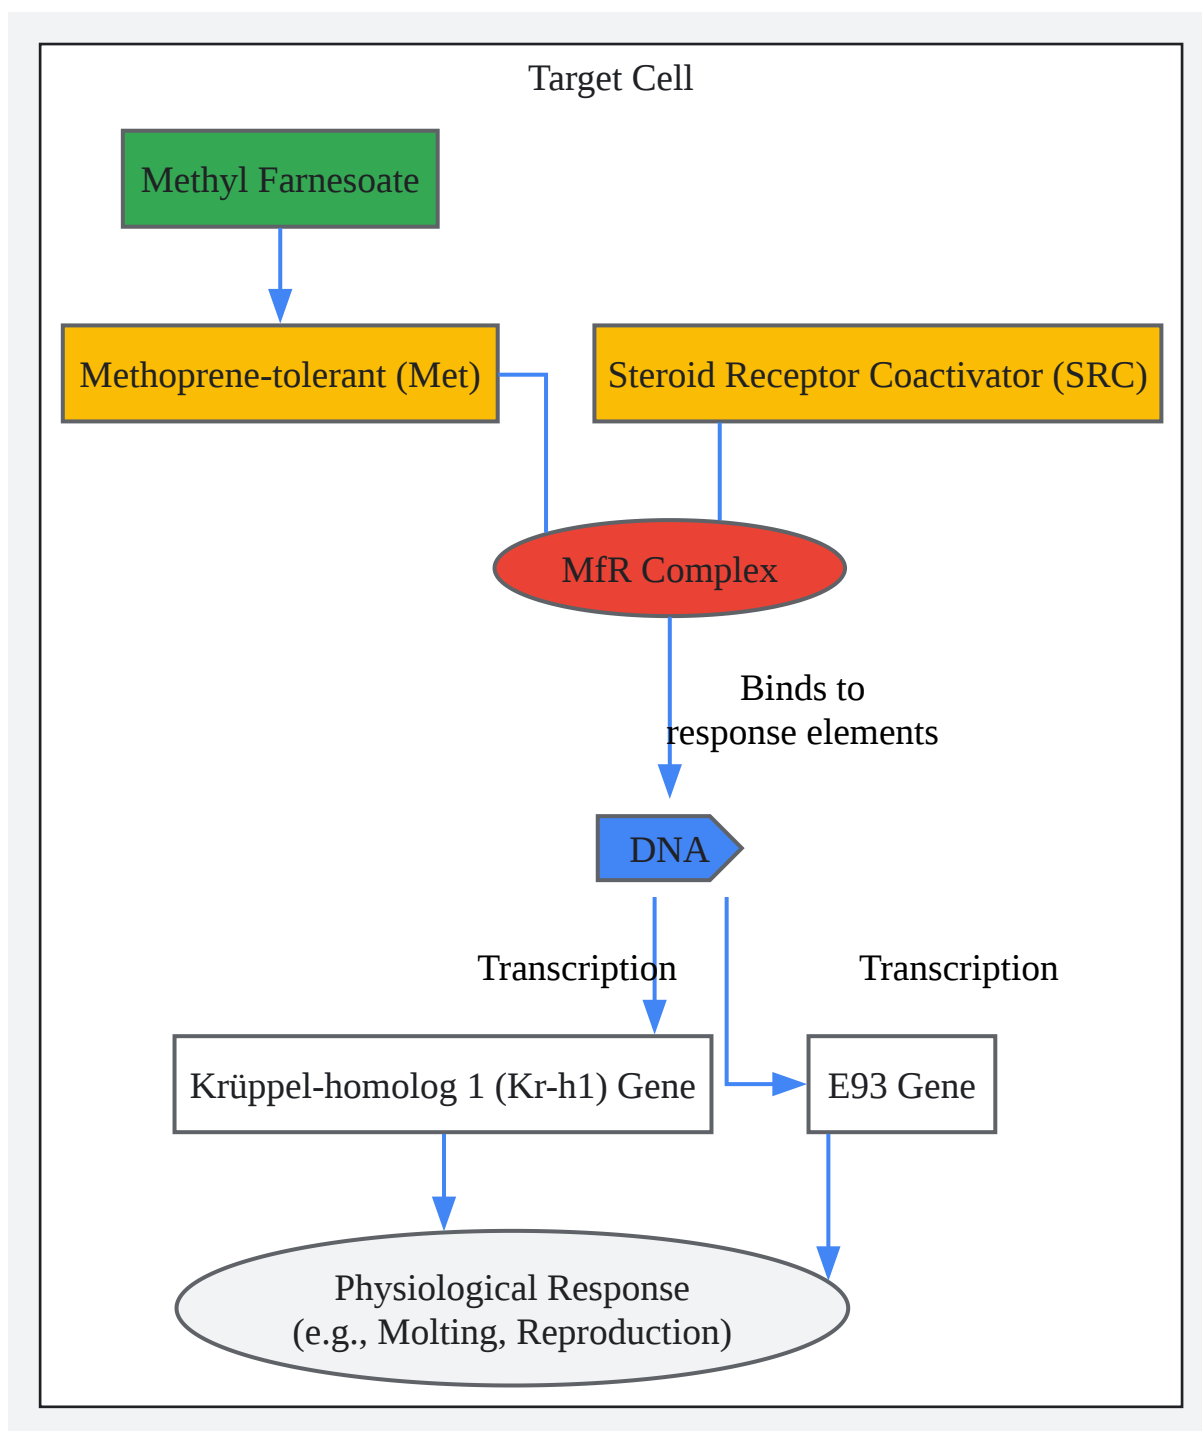 Target Cell
Methyl Farnesoate
Methoprene-tolerant (Met)
Steroid Receptor Coactivator (SRC)
MfR Complex
Binds to
response elements
DNA
Transcription
Transcription
Krüppel-homolog 1 (Kr-h1) Gene
E93 Gene
Physiological Response
(e.g., Molting, Reproduction)